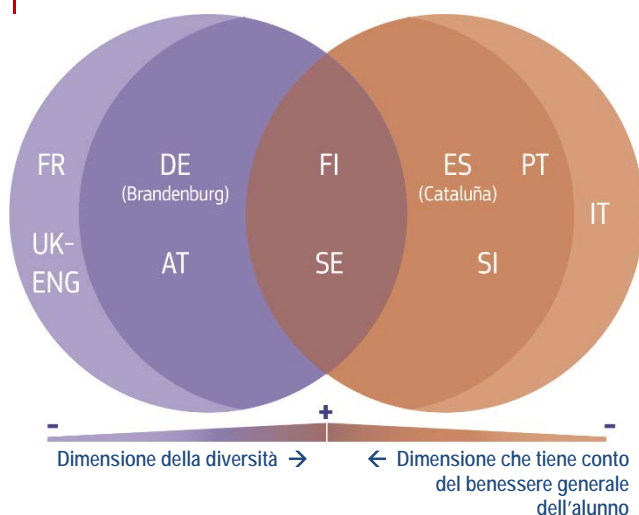 FR
DE
(Brandenburg)
FI
ES
(Cataluña)
PT
IT
UK-
ENG
AT
SE
SI
- + -
Dimensione della diversità →
← Dimensione che tiene conto
del benessere generale
dell'alunno